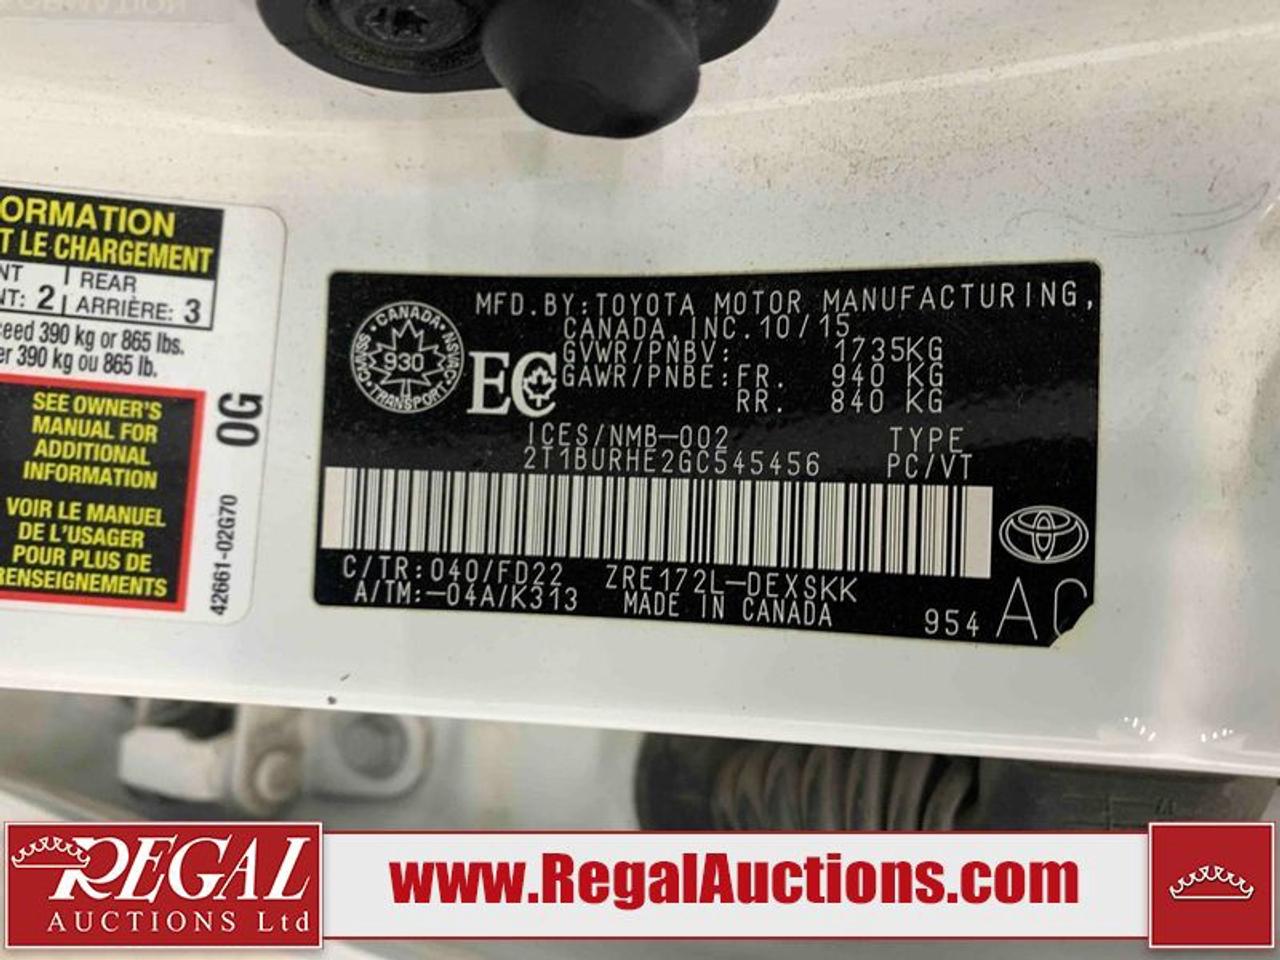 ORMATION
T LE CHARGEMENT
NT | REAR
NT: 2 | ARRIÈRE: 3
ceed 390 kg or 865 lbs.
er 390 kg ou 865 lb.
SEE OWNER'S
MANUAL FOR
ADDITIONAL
INFORMATION
VOIR LE MANUEL
DE L'USAGER
POUR PLUS DE
RENSEIGNEMENTS
0G
42661-02G70
CANADA
CMVSS NSVAC
930
TRANSPORT
EC
MFD.BY:TOYOTA MOTOR MANUFACTURING,
CANADA,INC.10/15
GVWR/PNBV: 1735KG
GAWR/PNBE:FR. 940 KG
RR. 840 KG
ICES/NMB-002 TYPE
2T1BURHE2GC545456 PC/VT
C/TR:040/FD22 ZRE172L-DEXSKK
A/TM:-04A/K313 MADE IN CANADA
954 AC
REGAL
AUCTIONS Ltd
www.RegalAuctions.com